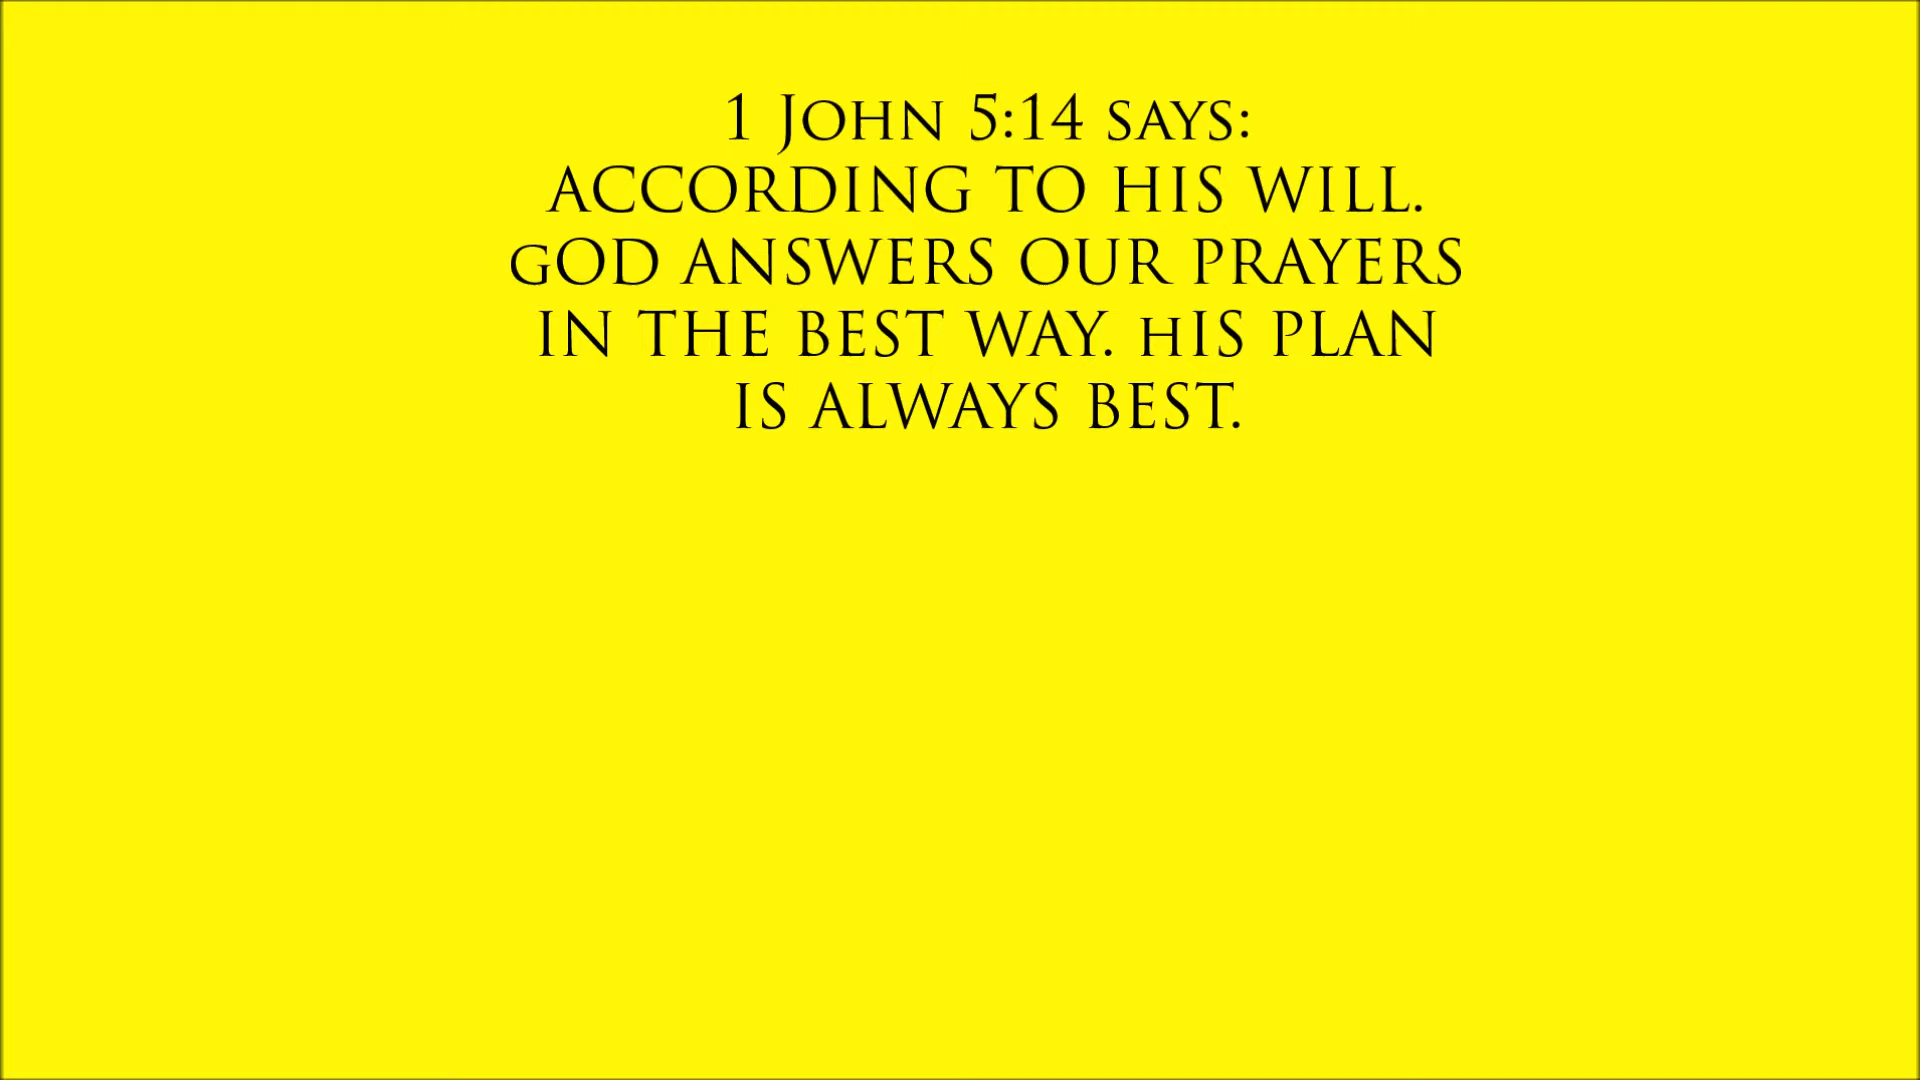 1 John 5:14 says:
ACCORDING TO HIS WILL.
gOD ANSWERS OUR PRAYERS
IN THE BEST WAY. hIS PLAN
IS ALWAYS BEST.